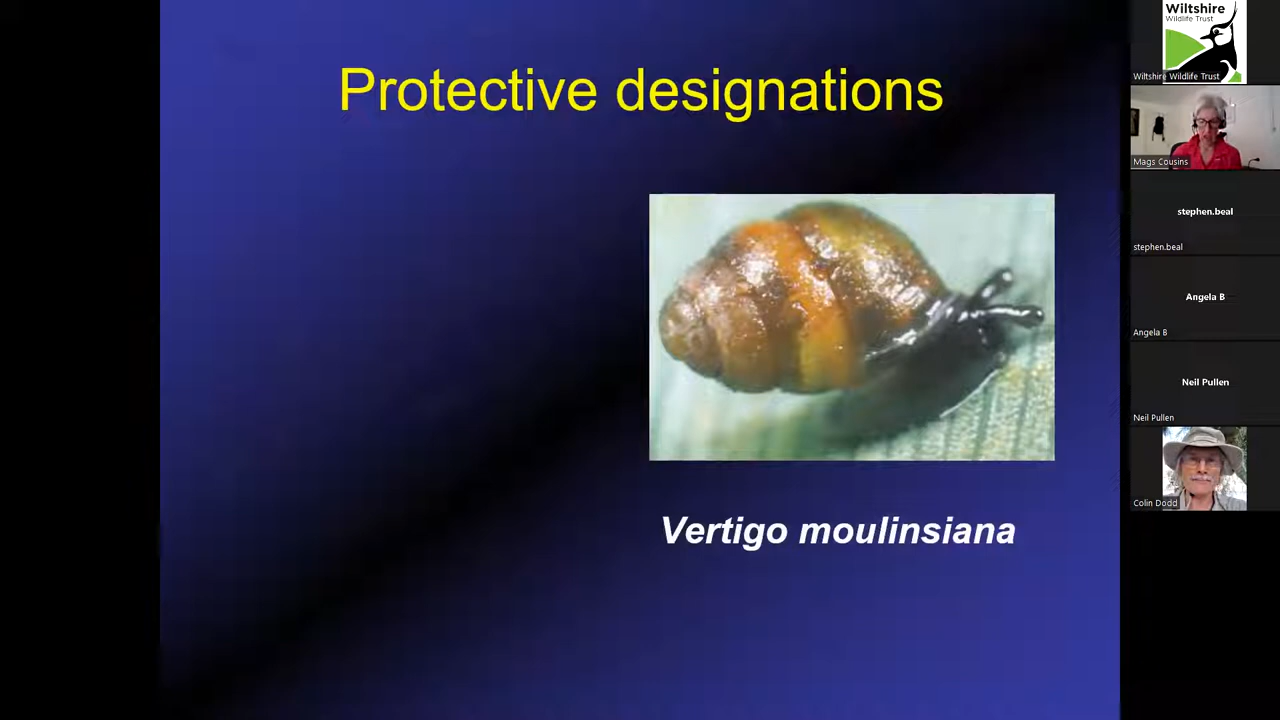 Protective designations
Vertigo moulinsiana
Wiltshire
Wildlife Trust
Wiltshire Wildlife Trust
Mags Cousins
stephen.beal
stephen.beal
Angela B
Angela B
Neil Pullen
Neil Pullen
Colin Dodd